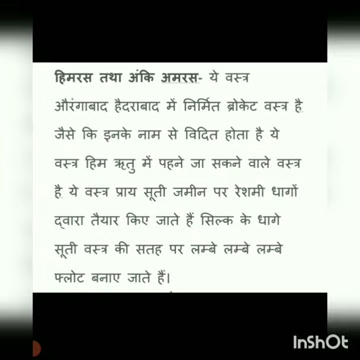 हिमरस तथा अंकि अमरस- ये वस्त्र
औरंगाबाद हैदराबाद में निर्मित ब्रोकेट वस्त्र है
जैसे कि इनके नाम से विदित होता है ये
वस्त्र हिम ऋतु में पहने जा सकने वाले वस्त्र
है ये वस्त्र प्राय सूती जमीन पर रेशमी धागों
द्वारा तैयार किए जाते हैं सिल्क के धागे
सूती वस्त्र की सतह पर लम्बे लम्बे लम्बे
फ्लोट बनाए जाते हैं।
InShOt